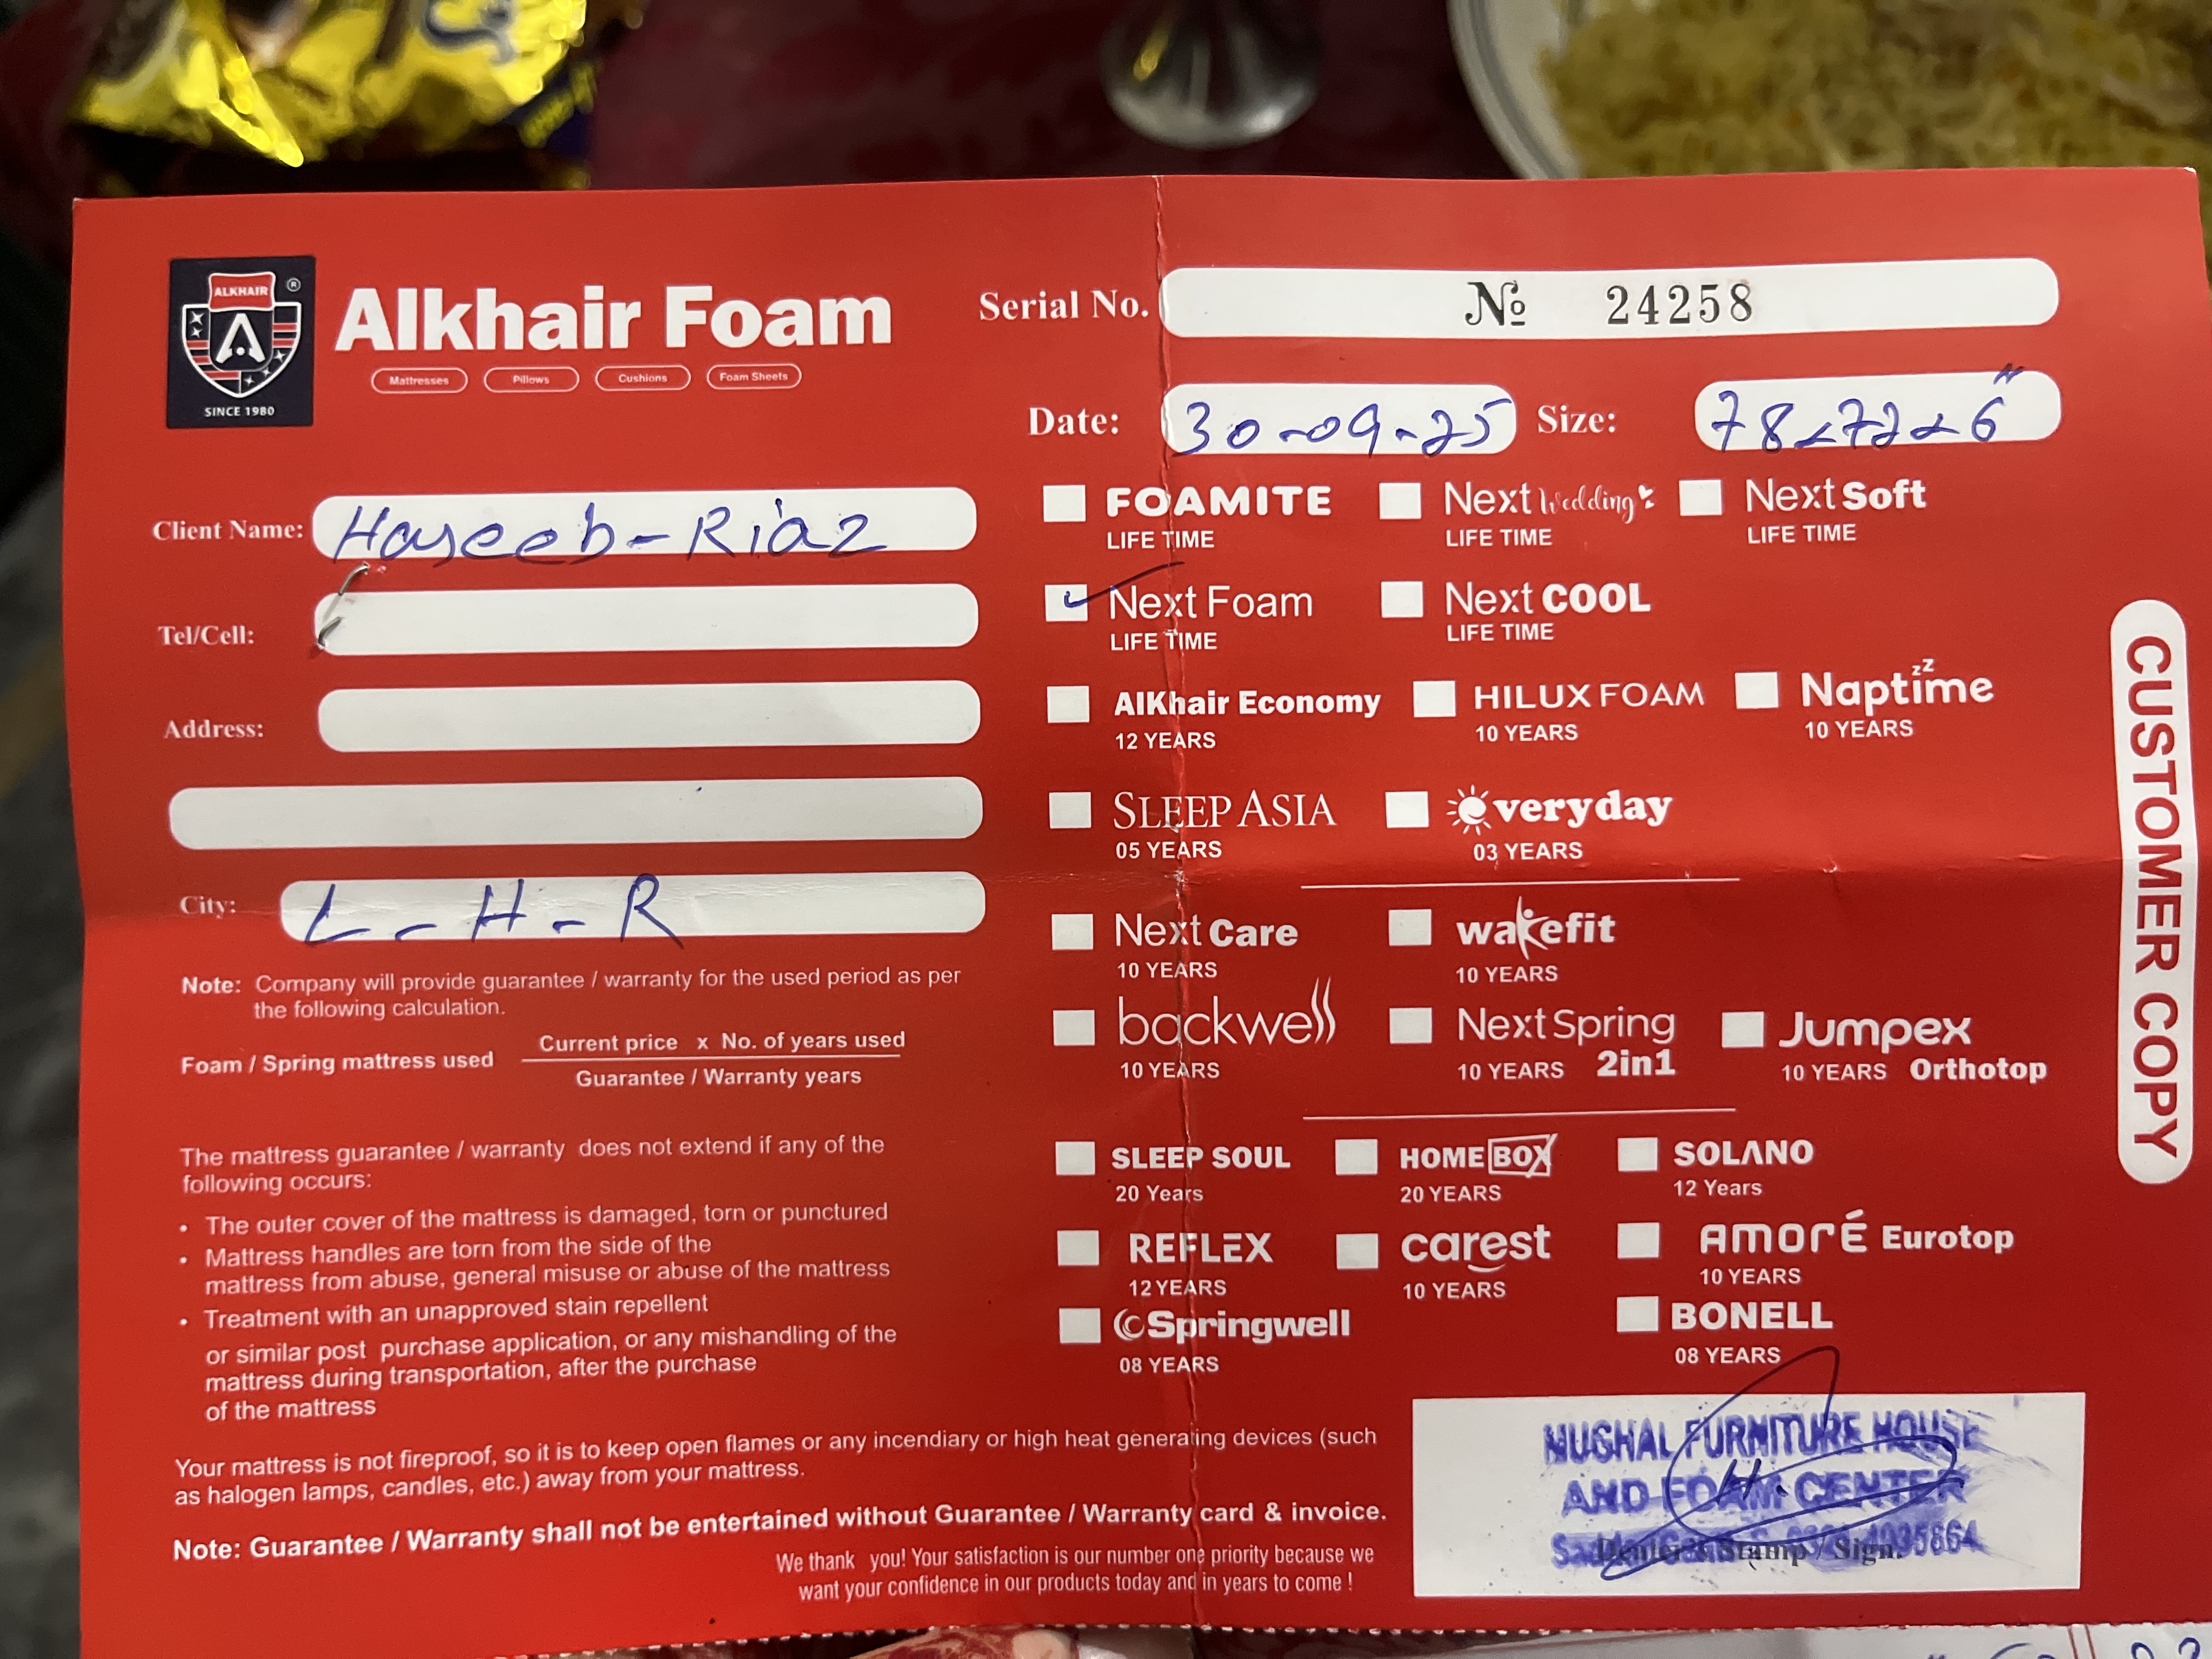 ALKHAIR ®
SINCE 1980
Alkhair Foam
Mattresses Pillows Cushions Foam Sheets
Serial No. № 24258
Date: 30-09-25 Size: 78x72x6"
Client Name: Haseeb-Riaz
Tel/Cell:
Address:
City: L-H-R
Note: Company will provide guarantee / warranty for the used period as per
the following calculation.
Foam / Spring mattress used
Current price x No. of years used
Guarantee / Warranty years
The mattress guarantee / warranty does not extend if any of the
following occurs:
• The outer cover of the mattress is damaged, torn or punctured
• Mattress handles are torn from the side of the
mattress from abuse, general misuse or abuse of the mattress
• Treatment with an unapproved stain repellent
or similar post purchase application, or any mishandling of the
mattress during transportation, after the purchase
of the mattress
Your mattress is not fireproof, so it is to keep open flames or any incendiary or high heat generating devices (such
as halogen lamps, candles, etc.) away from your mattress.
Note: Guarantee / Warranty shall not be entertained without Guarantee / Warranty card & invoice.
We thank you! Your satisfaction is our number one priority because we
want your confidence in our products today and in years to come !
FOAMITE Next Wedding Next Soft
LIFE TIME LIFE TIME LIFE TIME
Next Foam Next COOL
LIFE TIME LIFE TIME
AlKhair Economy HILUX FOAM Naptime zz
12 YEARS 10 YEARS 10 YEARS
SLEEP ASIA everyday
05 YEARS 03 YEARS
Next Care wakefit
10 YEARS 10 YEARS
backwell Next Spring Jumpex
10 YEARS 10 YEARS 2in1 10 YEARS Orthotop
SLEEP SOUL HOME BOX SOLANO
20 Years 20 YEARS 12 Years
REFLEX carest AMORÉ Eurotop
12 YEARS 10 YEARS 10 YEARS
Springwell BONELL
08 YEARS 08 YEARS
MUGHAL FURNITURE HOUSE
AND FOAM CENTER
Stamp / Sign.
CUSTOMER COPY